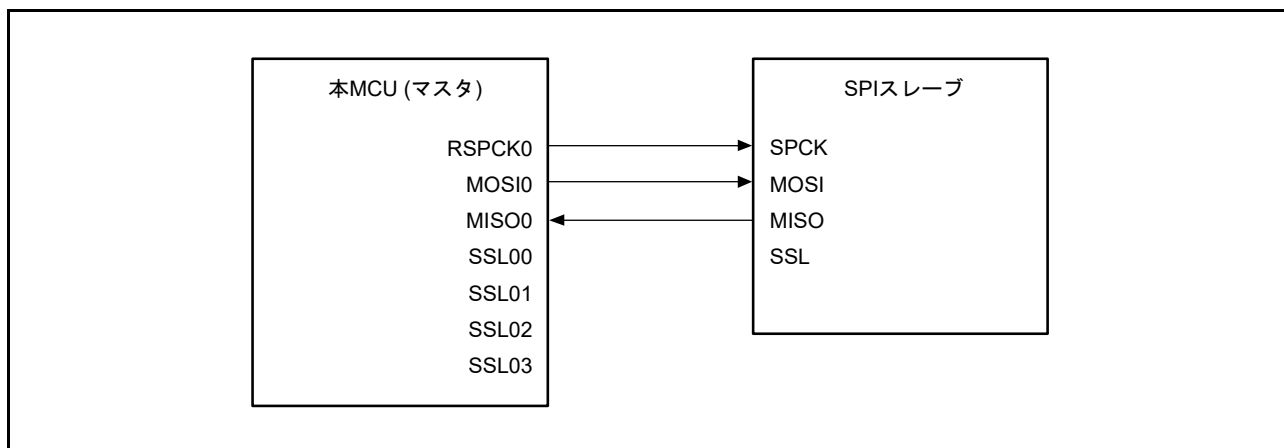 本MCU (マスタ)
RSPCK0
MOSI0
MISO0
SSL00
SSL01
SSL02
SSL03
SPIスレーブ
SPCK
MOSI
MISO
SSL